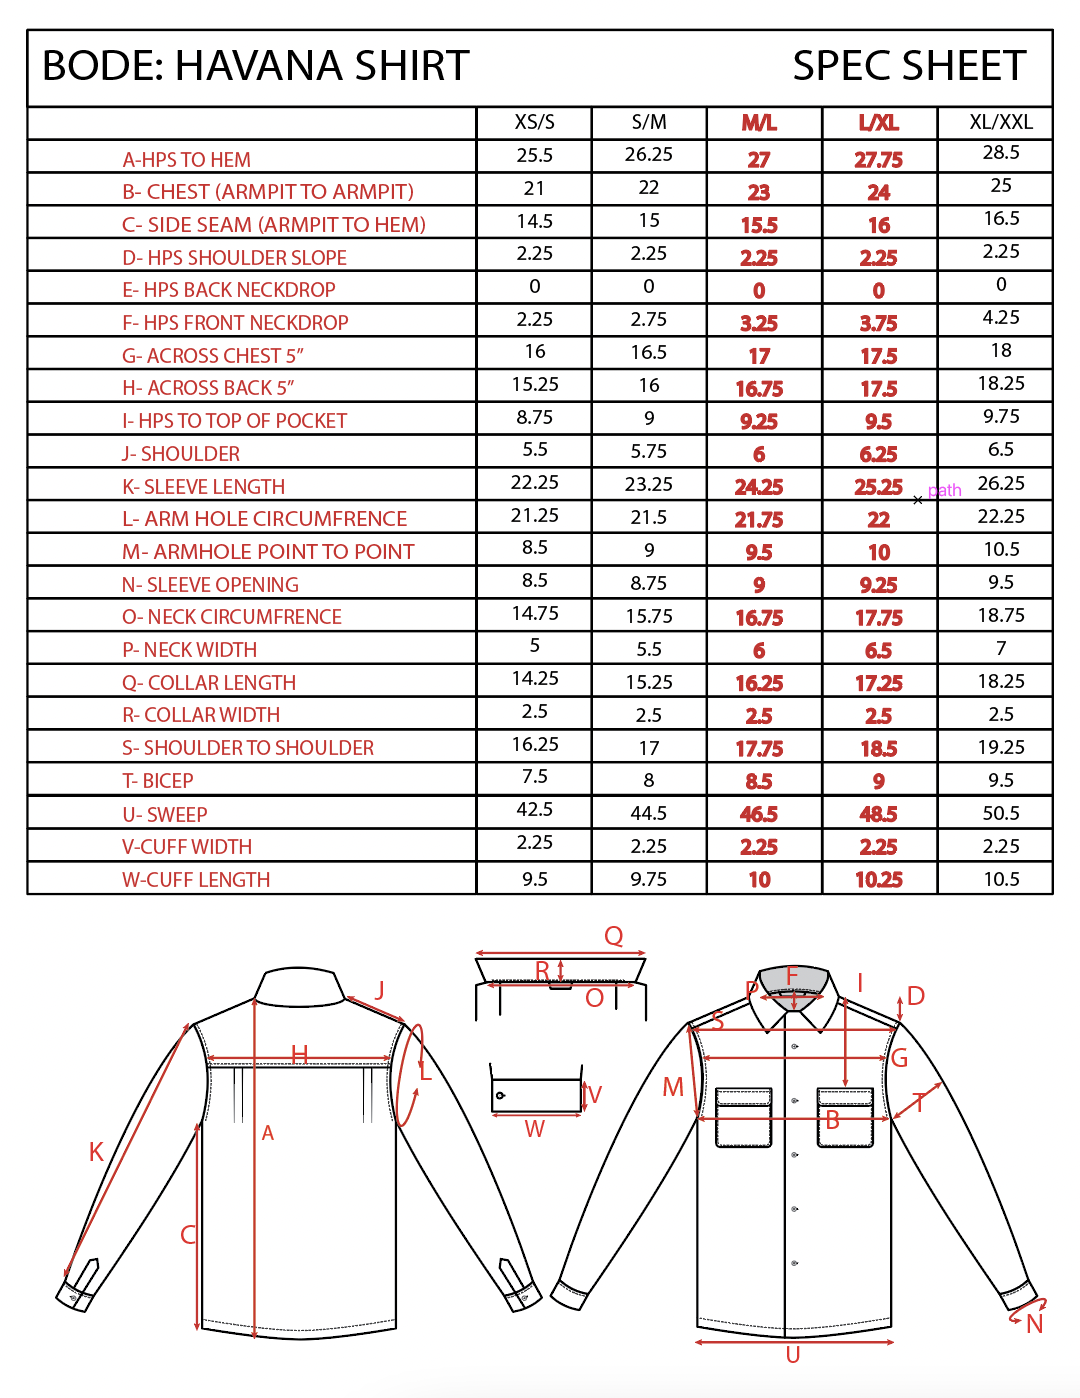 BODE: HAVANA SHIRT SPEC SHEET
XS/S S/M M/L L/XL XL/XXL
A-HPS TO HEM 25.5 26.25 27 27.75 28.5
B- CHEST (ARMPIT TO ARMPIT) 21 22 23 24 25
C- SIDE SEAM (ARMPIT TO HEM) 14.5 15 15.5 16 16.5
D- HPS SHOULDER SLOPE 2.25 2.25 2.25 2.25 2.25
E- HPS BACK NECKDROP 0 0 0 0 0
F- HPS FRONT NECKDROP 2.25 2.75 3.25 3.75 4.25
G- ACROSS CHEST 5” 16 16.5 17 17.5 18
H- ACROSS BACK 5” 15.25 16 16.75 17.5 18.25
I- HPS TO TOP OF POCKET 8.75 9 9.25 9.5 9.75
J- SHOULDER 5.5 5.75 6 6.25 6.5
K- SLEEVE LENGTH 22.25 23.25 24.25 25.25 path 26.25
L- ARM HOLE CIRCUMFRENCE 21.25 21.5 21.75 22 22.25
M- ARMHOLE POINT TO POINT 8.5 9 9.5 10 10.5
N- SLEEVE OPENING 8.5 8.75 9 9.25 9.5
O- NECK CIRCUMFRENCE 14.75 15.75 16.75 17.75 18.75
P- NECK WIDTH 5 5.5 6 6.5 7
Q- COLLAR LENGTH 14.25 15.25 16.25 17.25 18.25
R- COLLAR WIDTH 2.5 2.5 2.5 2.5 2.5
S- SHOULDER TO SHOULDER 16.25 17 17.75 18.5 19.25
T- BICEP 7.5 8 8.5 9 9.5
U- SWEEP 42.5 44.5 46.5 48.5 50.5
V-CUFF WIDTH 2.25 2.25 2.25 2.25 2.25
W-CUFF LENGTH 9.5 9.75 10 10.25 10.5
Q
R
O
J
H
L
A
K
C
V
W
P
F
I
D
S
G
M
T
B
N
U